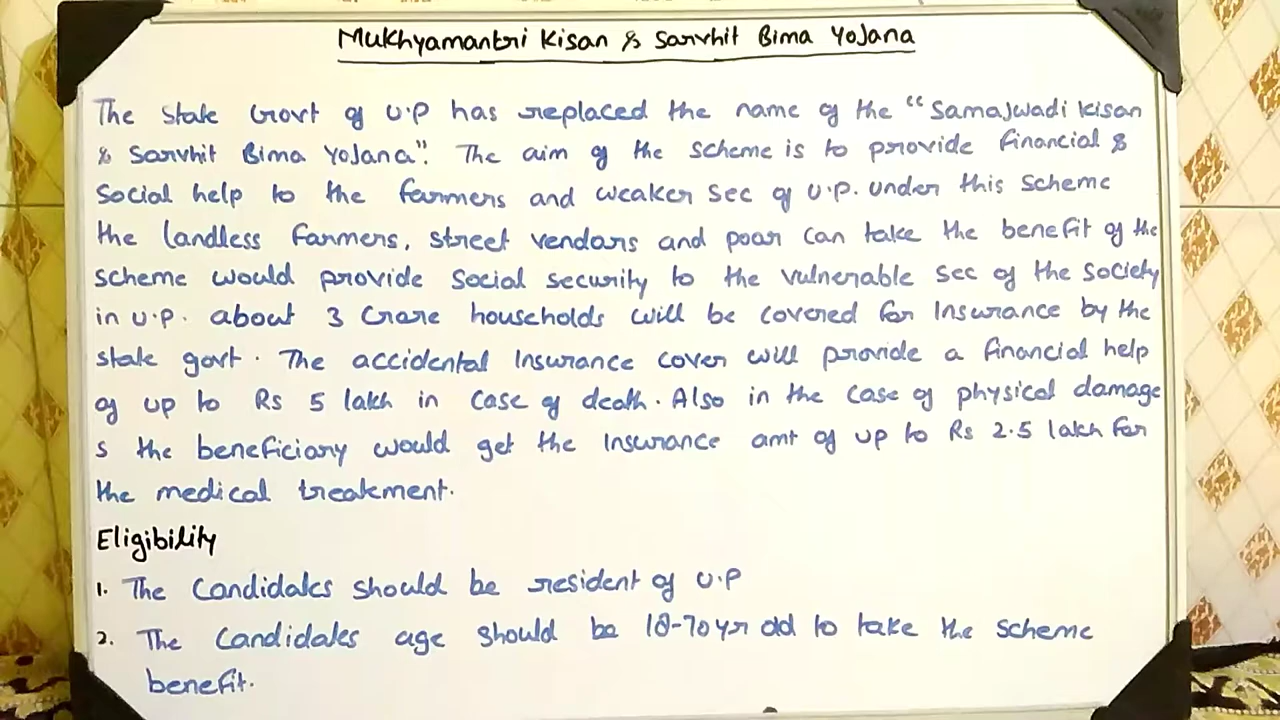 Mukhyamantri Kisan & Sarvhit Bima Yojana
The state Govt of U.P has replaced the name of the "Samajwadi Kisan
& Sarvhit Bima Yojana". The aim of the scheme is to provide financial &
social help to the farmers and weaker sec of U.P. under this scheme
the landless farmers, street vendors and poor can take the benefit of the
scheme would provide social security to the vulnerable sec of the society
in U.P. about 3 Crore households will be covered for Insurance by the
state govt. The accidental Insurance cover will provide a financial help
of up to Rs 5 lakh in case of death. Also in the case of physical damage
s the beneficiary would get the Insurance amt of up to Rs 2.5 lakh for
the medical treatment.
Eligibility
1. The Candidates should be resident of U.P
2. The Candidates age should be 18-70 yr old to take the scheme
benefit.